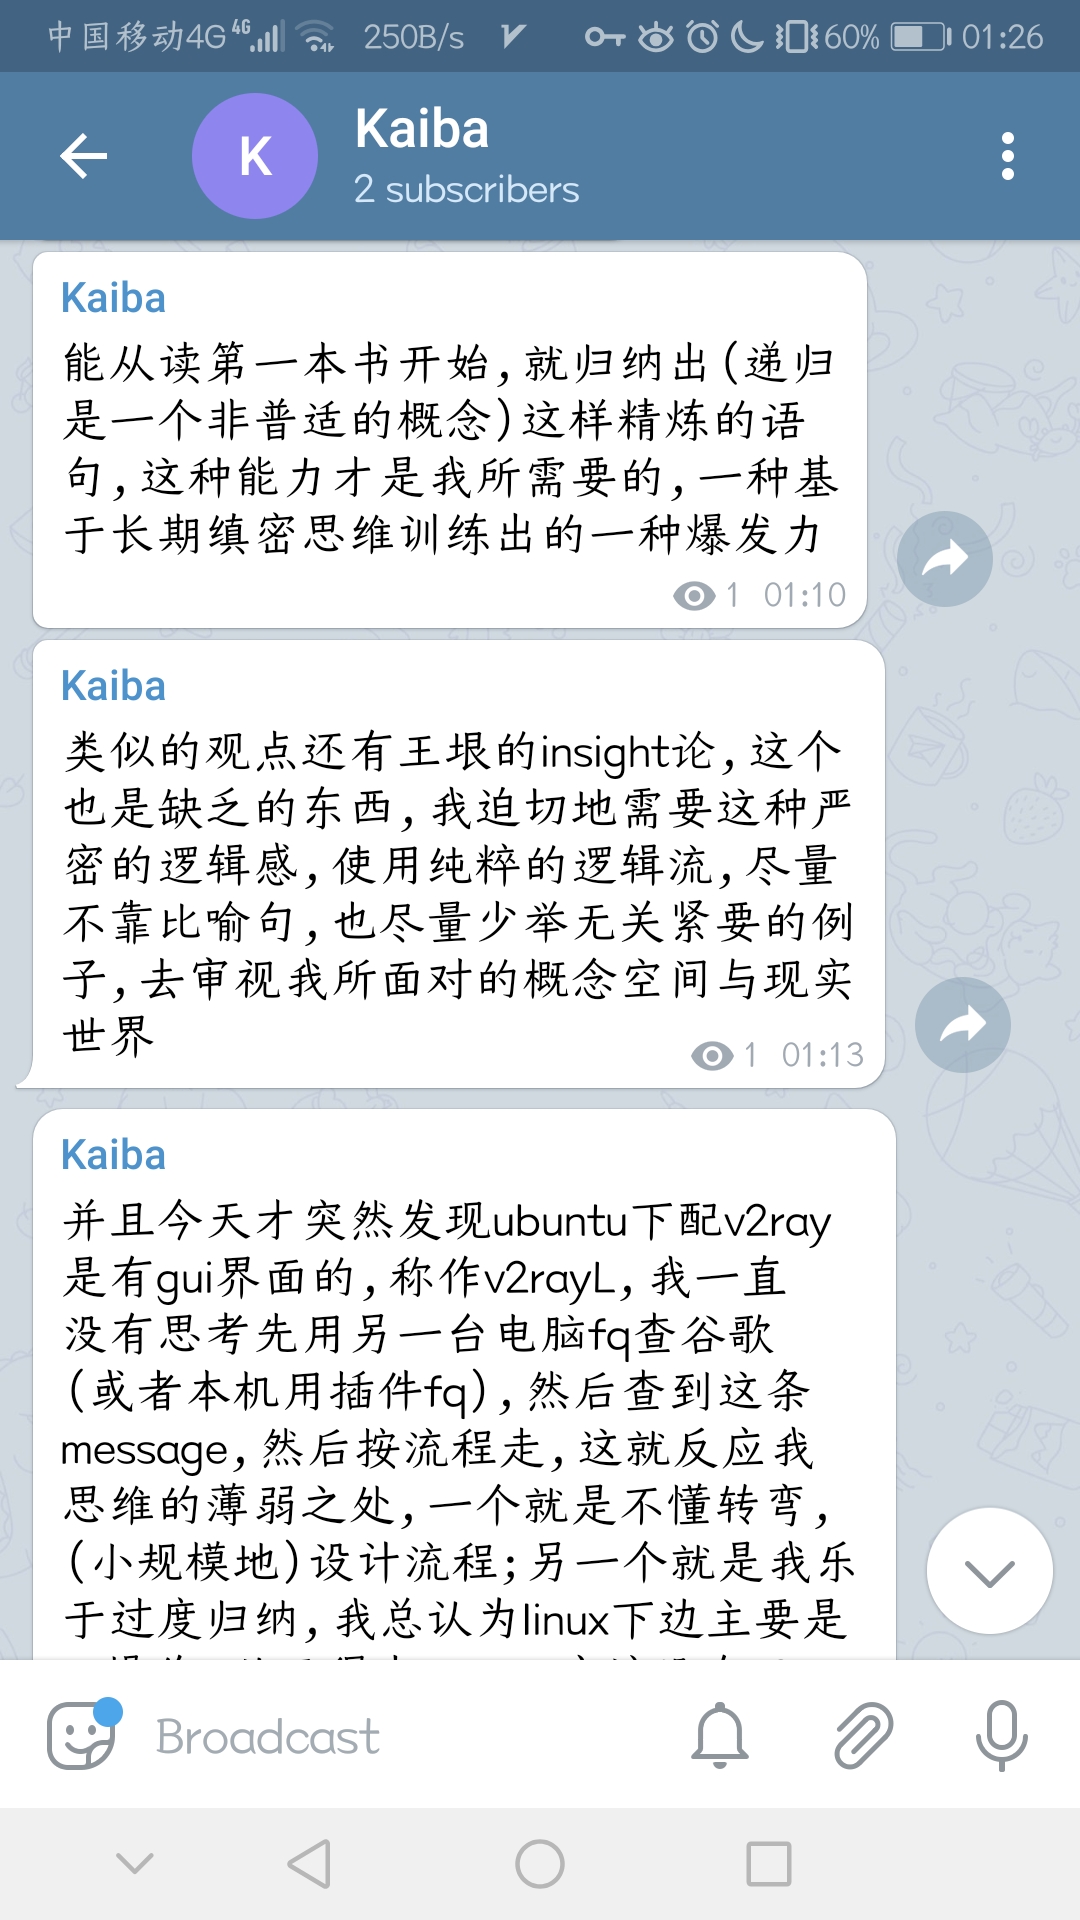 中国移动4G 4G 250B/s 60% 01:26
K
Kaiba
2 subscribers
Kaiba
能从读第一本书开始,就归纳出(递归
是一个非普适的概念)这样精炼的语
句,这种能力才是我所需要的,一种基
于长期缜密思维训练出的一种爆发力
1 01:10
Kaiba
类似的观点还有王垠的insight论,这个
也是缺乏的东西,我迫切地需要这种严
密的逻辑感,使用纯粹的逻辑流,尽量
不靠比喻句,也尽量少举无关紧要的例
子,去审视我所面对的概念空间与现实
世界
1 01:13
Kaiba
并且今天才突然发现ubuntu下配v2ray
是有gui界面的,称作v2rayL,我一直
没有思考先用另一台电脑fq查谷歌
(或者本机用插件fq),然后查到这条
message,然后按流程走,这就反应我
思维的薄弱之处,一个就是不懂转弯,
(小规模地)设计流程;另一个就是我乐
于过度归纳,我总认为linux下边主要是
Broadcast